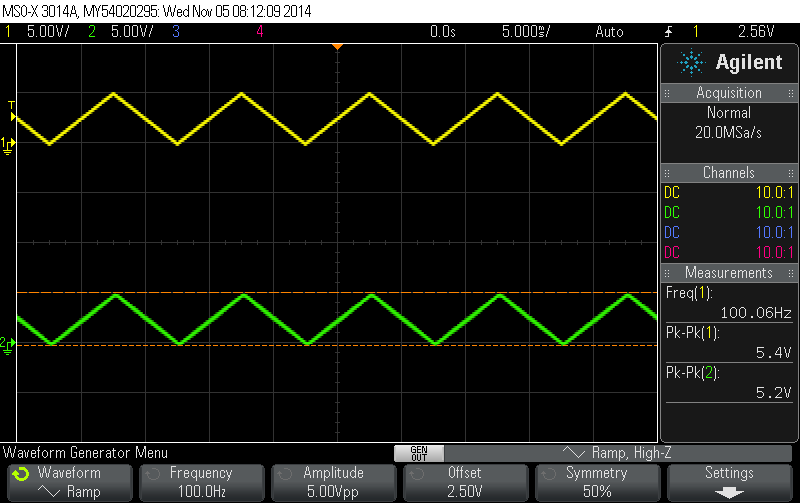 MSO-X 3014A, MY54020295: Wed Nov 05 08:12:09 2014
1 5.00V/ 2 5.00V/ 3 4 0.0s 5.000ms/ Auto 1 2.56V
Agilent
Acquisition
Normal
20.0MSa/s
Channels
DC 10.0:1
DC 10.0:1
DC 10.0:1
DC 10.0:1
Measurements
Freq(1):
100.06Hz
Pk-Pk(1):
5.4V
Pk-Pk(2):
5.2V
T
1
2
Waveform Generator Menu
GEN OUT
Ramp, High-Z
Waveform
Ramp
Frequency
100.0Hz
Amplitude
5.00Vpp
Offset
2.50V
Symmetry
50%
Settings